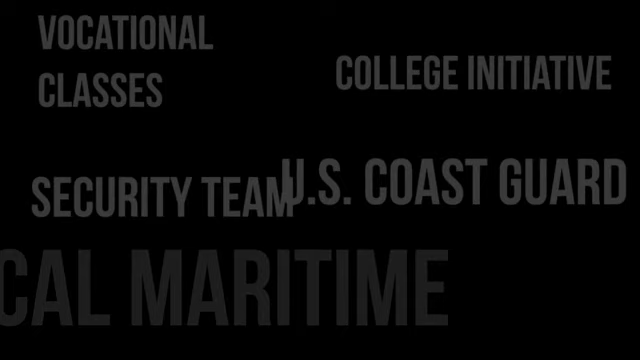 VOCATIONAL
CLASSES
COLLEGE INITIATIVE
SECURITY TEAM
U.S. COAST GUARD
CAL MARITIME